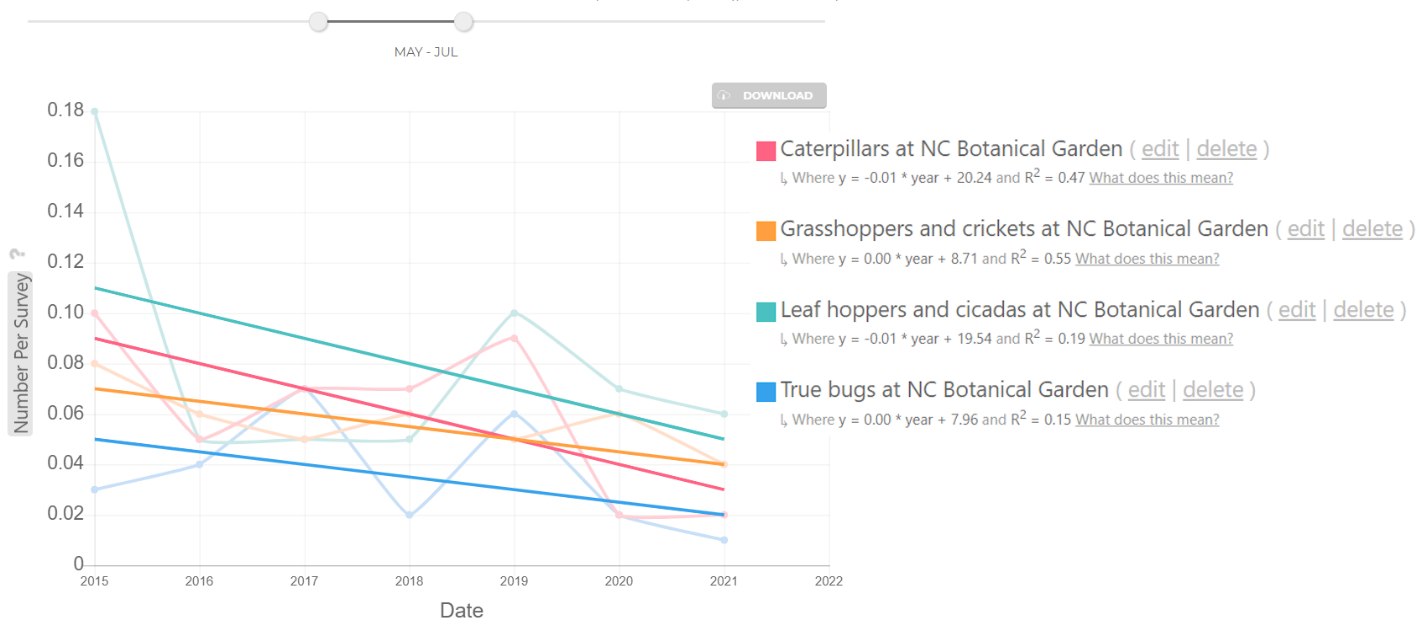 MAY - JUL
DOWNLOAD
0.18
0.16
0.14
0.12
0.10
0.08
0.06
0.04
0.02
0
Number Per Survey ?
2015 2016 2017 2018 2019 2020 2021 2022
Date
Caterpillars at NC Botanical Garden ( edit | delete )
↳ Where y = -0.01 * year + 20.24 and R² = 0.47 What does this mean?
Grasshoppers and crickets at NC Botanical Garden ( edit | delete )
↳ Where y = 0.00 * year + 8.71 and R² = 0.55 What does this mean?
Leaf hoppers and cicadas at NC Botanical Garden ( edit | delete )
↳ Where y = -0.01 * year + 19.54 and R² = 0.19 What does this mean?
True bugs at NC Botanical Garden ( edit | delete )
↳ Where y = 0.00 * year + 7.96 and R² = 0.15 What does this mean?